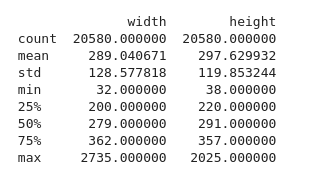 width height
count 20580.000000 20580.000000
mean 289.040671 297.629932
std 128.577818 119.853244
min 32.000000 38.000000
25% 200.000000 220.000000
50% 279.000000 291.000000
75% 362.000000 357.000000
max 2735.000000 2025.000000